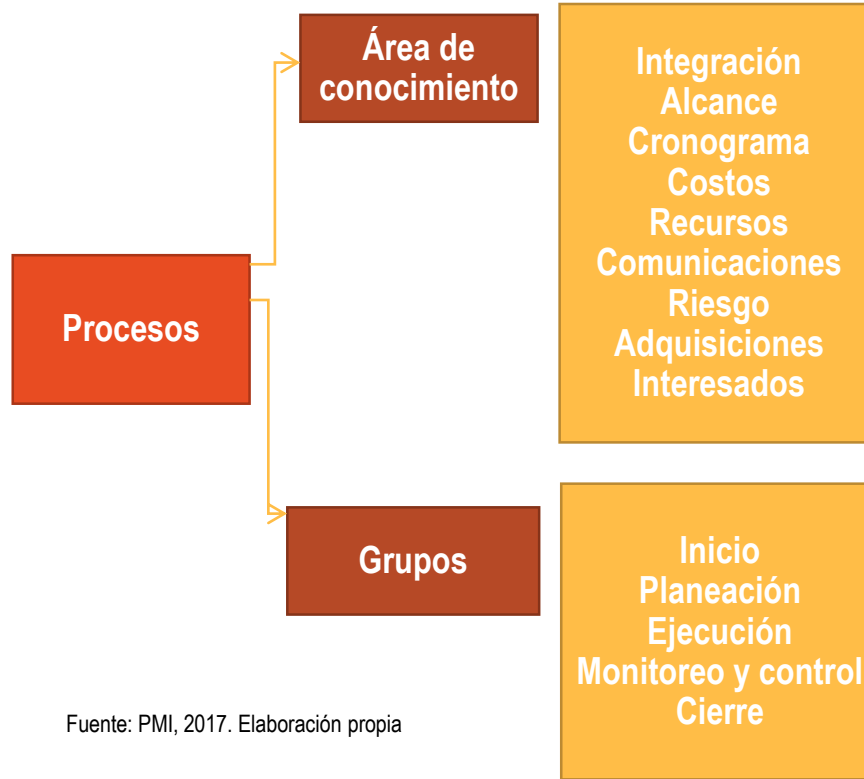 Área de
conocimiento
Integración
Alcance
Cronograma
Costos
Recursos
Comunicaciones
Riesgo
Adquisiciones
Interesados
Procesos
Grupos
Inicio
Planeación
Ejecución
Monitoreo y control
Cierre
Fuente: PMI, 2017. Elaboración propia